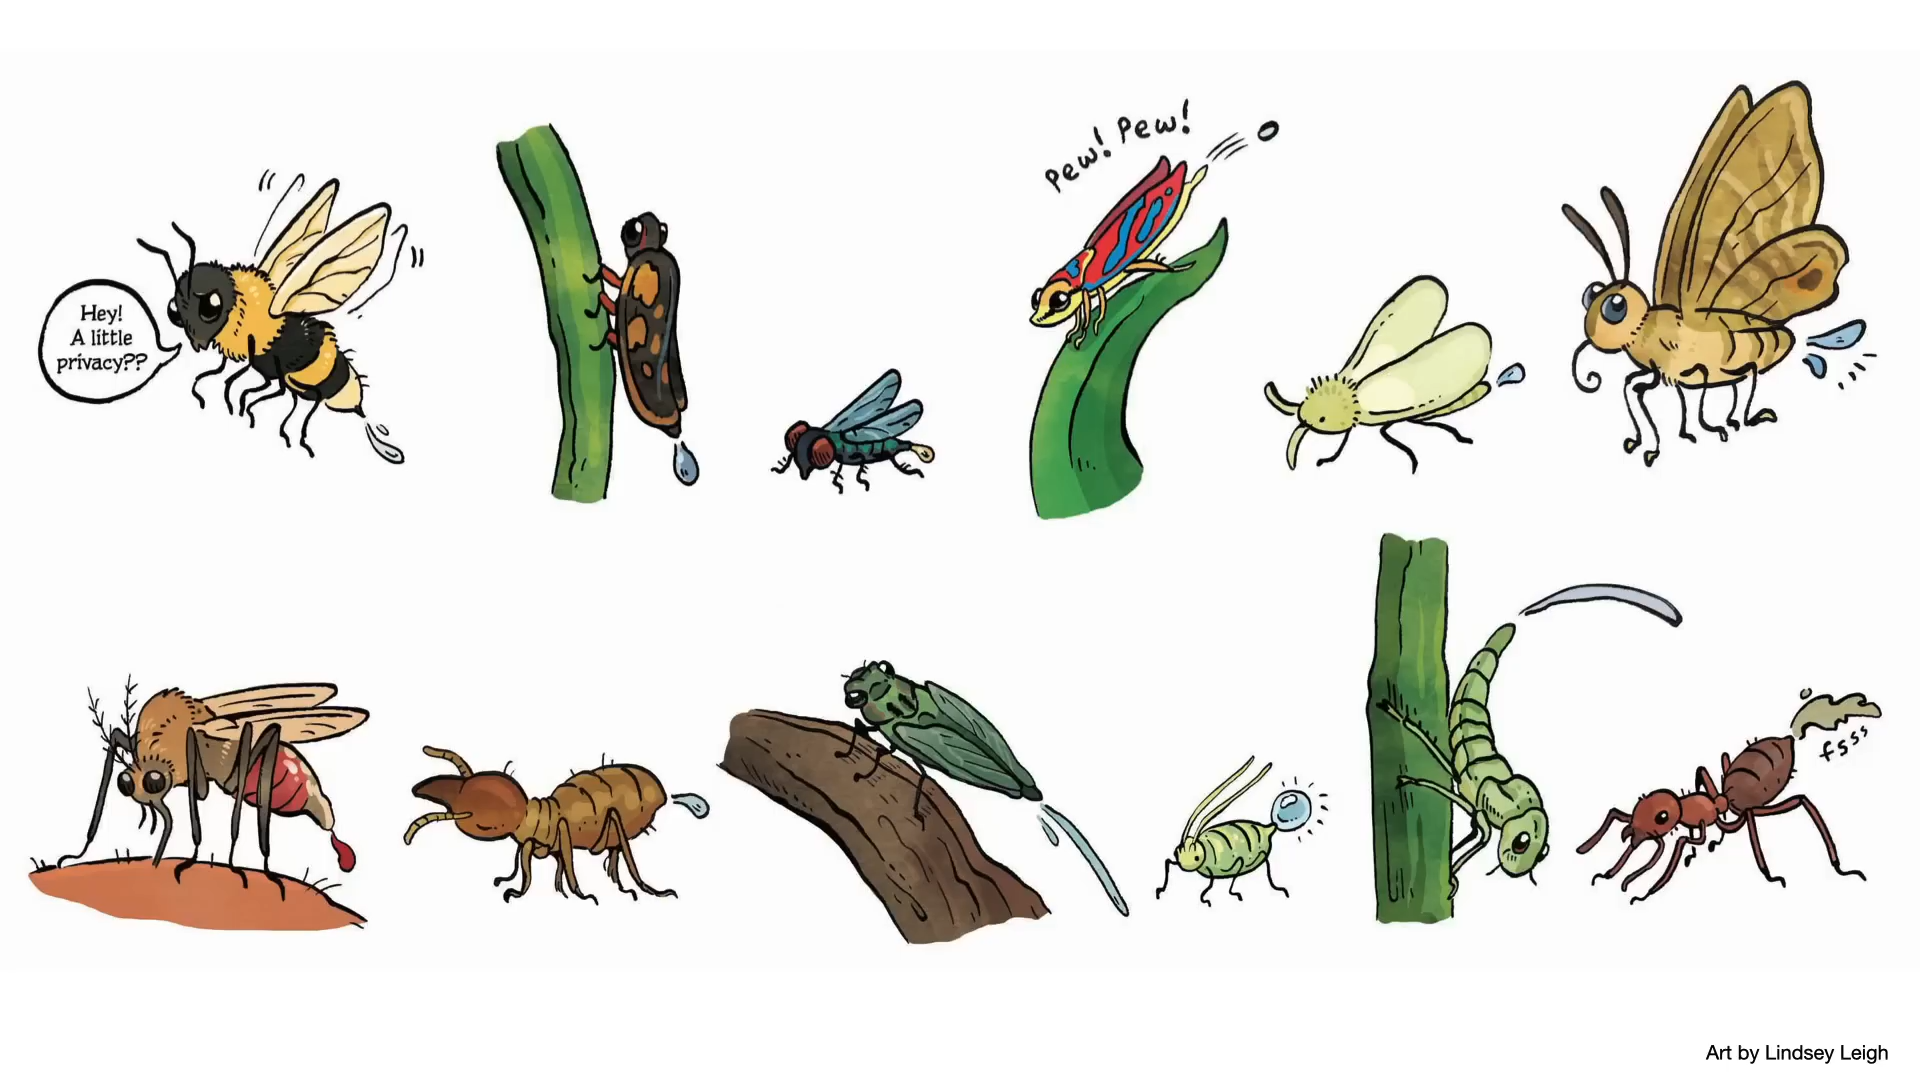 Pew! Pew!
Hey!
A little
privacy??
fsss
Art by Lindsey Leigh